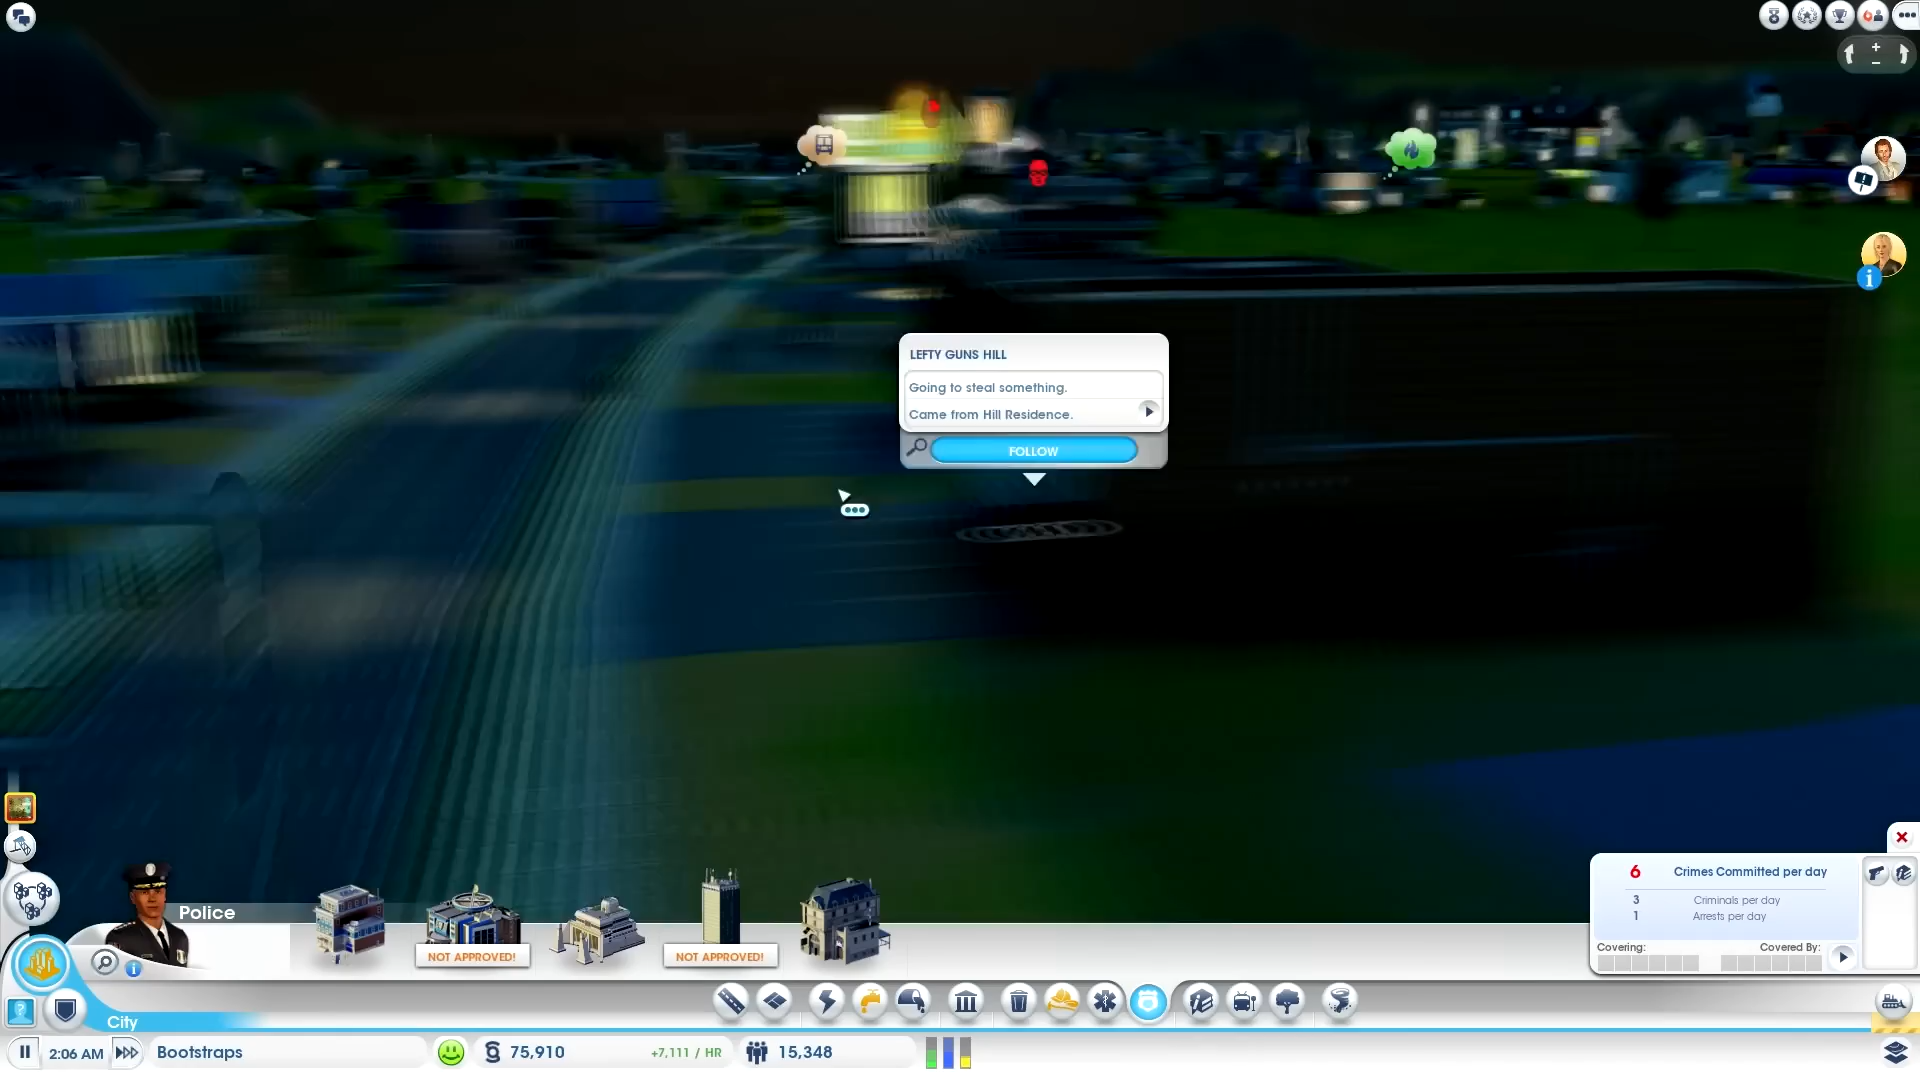 LEFTY GUNS HILL
Going to steal something.
Came from Hill Residence.
FOLLOW
Police
NOT APPROVED!
NOT APPROVED!
6 Crimes Committed per day
3 Criminals per day
1 Arrests per day
Covering: Covered By:
City
2:06 AM Bootstraps 75,910 +7,111 / HR 15,348